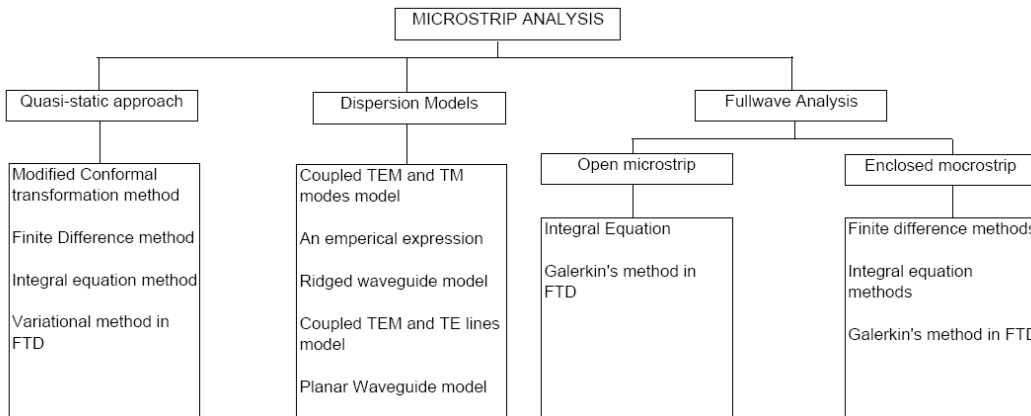 MICROSTRIP ANALYSIS
Quasi-static approach
Dispersion Models
Fullwave Analysis
Open microstrip
Enclosed mocrostrip
Modified Conformal
transformation method
Finite Difference method
Integral equation method
Variational method in
FTD
Coupled TEM and TM
modes model
An emperical expression
Ridged waveguide model
Coupled TEM and TE lines
model
Planar Waveguide model
Integral Equation
Galerkin's method in
FTD
Finite difference methods
Integral equation
methods
Galerkin's method in FTD